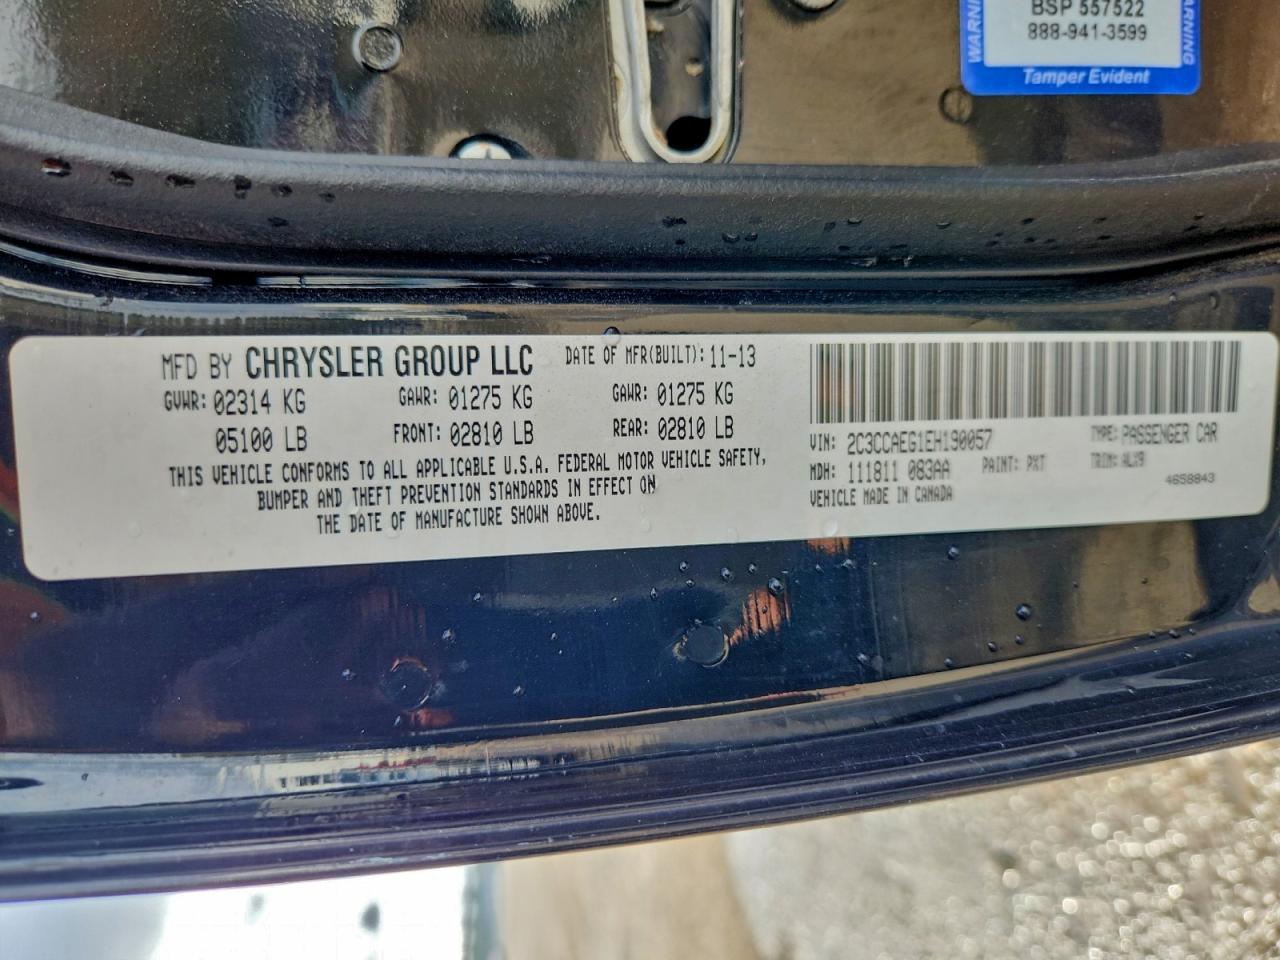 WARNING
BSP 557522
888-941-3599
WARNING
Tamper Evident
MFD BY CHRYSLER GROUP LLC DATE OF MFR(BUILT): 11-13
GVWR: 02314 KG GAWR: 01275 KG GAWR: 01275 KG
05100 LB FRONT: 02810 LB REAR: 02810 LB
THIS VEHICLE CONFORMS TO ALL APPLICABLE U.S.A. FEDERAL MOTOR VEHICLE SAFETY,
BUMPER AND THEFT PREVENTION STANDARDS IN EFFECT ON
THE DATE OF MANUFACTURE SHOWN ABOVE.
VIN: 2C3CCAEG1EH190057 TYPE: PASSENGER CAR
MDH: 111811 083AA PAINT: PXT TRIM: ALX9
VEHICLE MADE IN CANADA 4658843